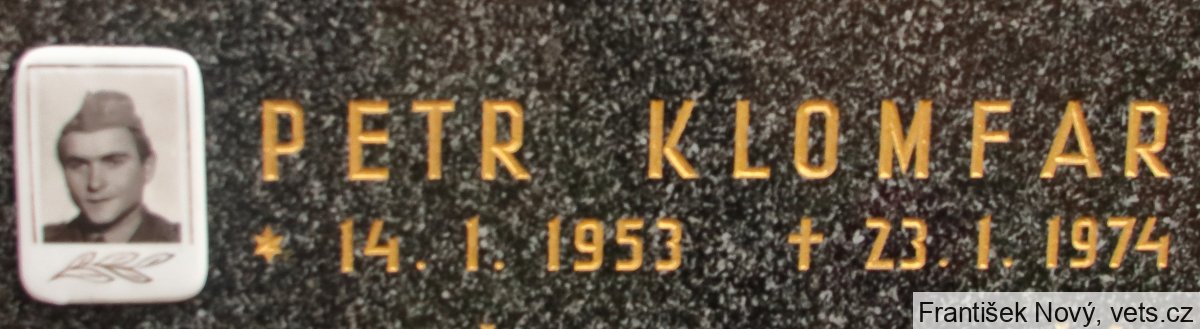 PETR KLOMFAR
* 14. 1. 1953 † 23. 1. 1974
František Nový, vets.cz